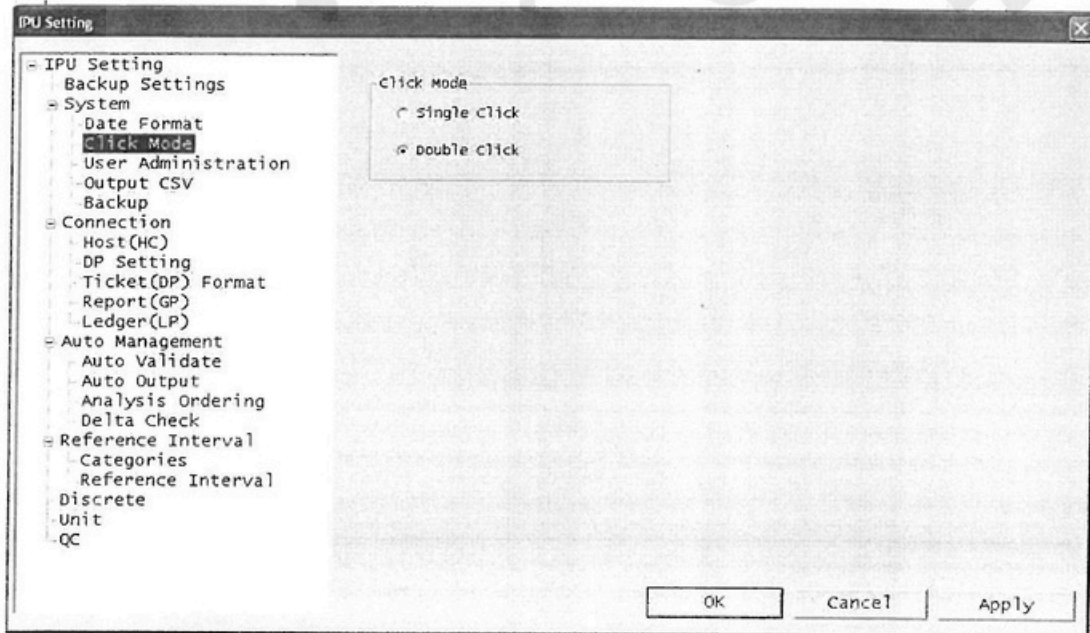 IPU Setting
IPU Setting
Backup Settings
System
Date Format
Click Mode
User Administration
Output CSV
Backup
Connection
Host(HC)
DP Setting
Ticket(DP) Format
Report(GP)
Ledger(LP)
Auto Management
Auto Validate
Auto Output
Analysis Ordering
Delta Check
Reference Interval
Categories
Reference Interval
Discrete
Unit
QC
Click Mode
Single Click
Double Click
OK Cancel Apply